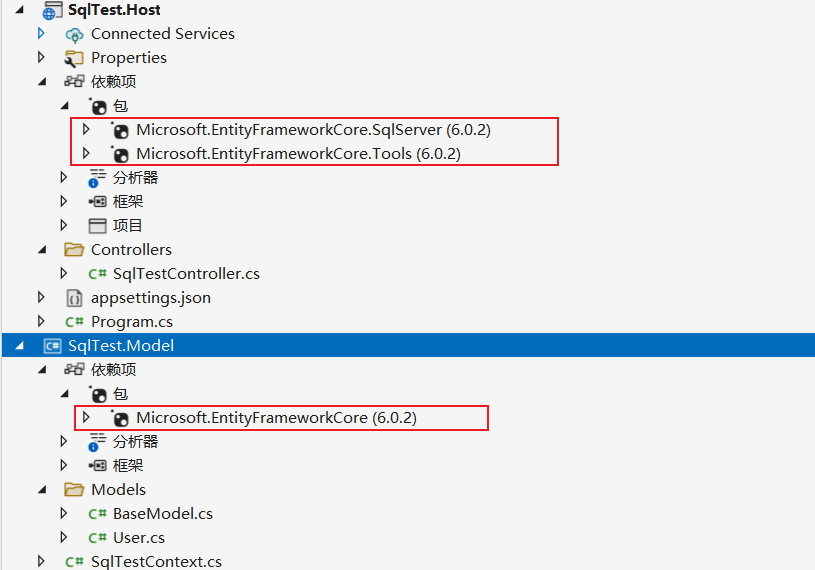 SqlTest.Host
Connected Services
Properties
依赖项
包
Microsoft.EntityFrameworkCore.SqlServer (6.0.2)
Microsoft.EntityFrameworkCore.Tools (6.0.2)
分析器
框架
项目
Controllers
C# SqlTestController.cs
appsettings.json
C# Program.cs
C# SqlTest.Model
依赖项
包
Microsoft.EntityFrameworkCore (6.0.2)
分析器
框架
Models
C# BaseModel.cs
C# User.cs
C# SqlTestContext.cs